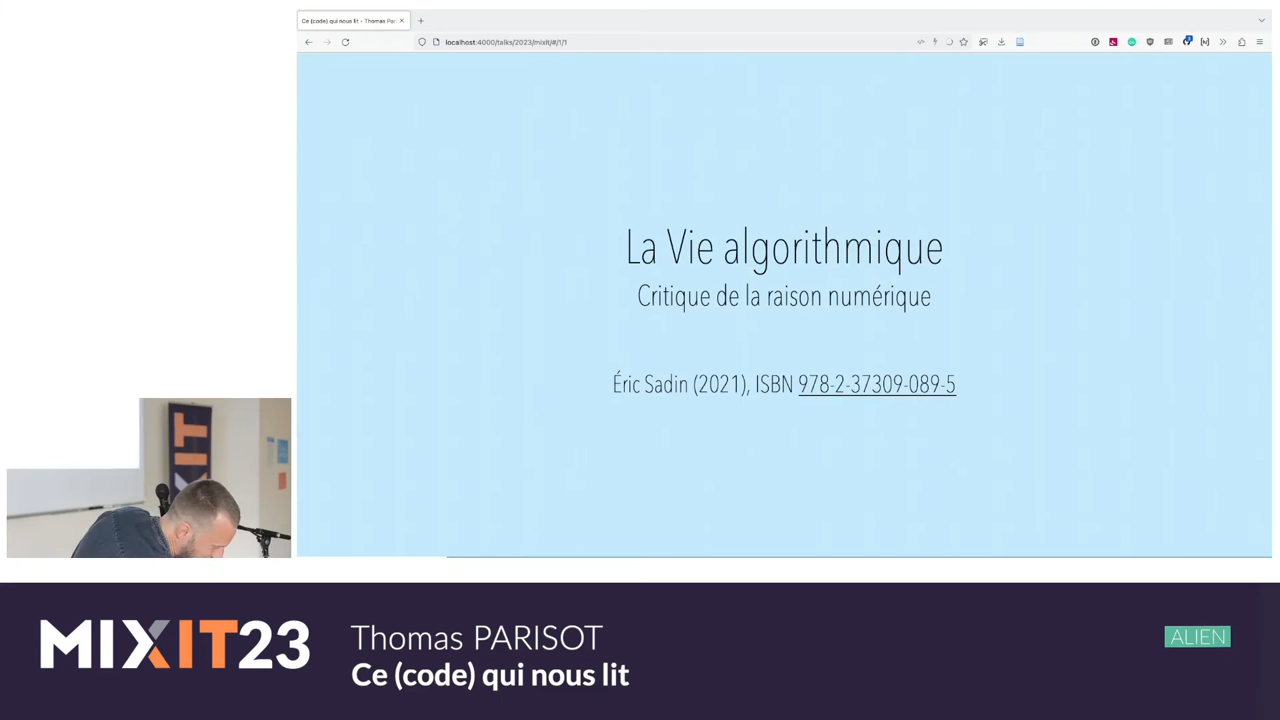 Ce (code) qui nous lit - Thomas Par
localhost:4000/talks/2023/mixit/#/1/1
La Vie algorithmique
Critique de la raison numérique
Éric Sadin (2021), ISBN 978-2-37309-089-5
XIT
MIXIT23
Thomas PARISOT
Ce (code) qui nous lit
ALIEN